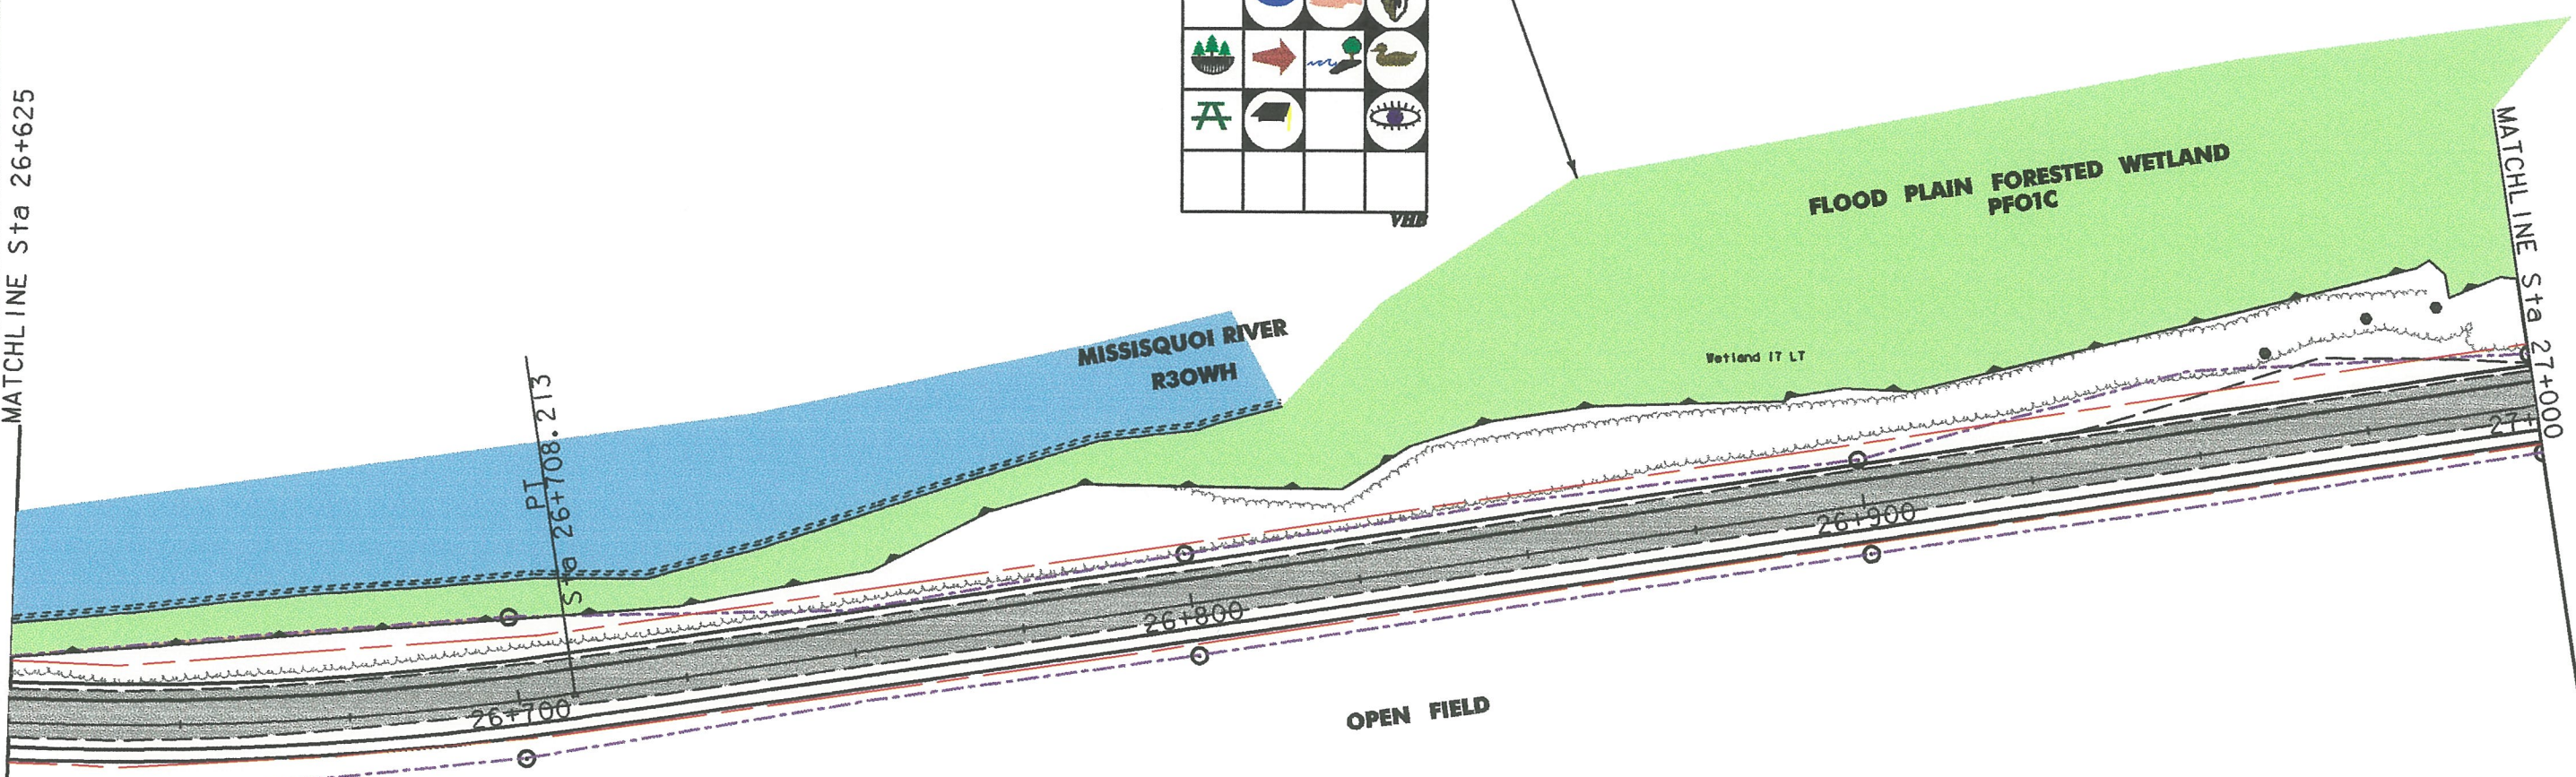 MATCHLINE Sta 26+625
VHB
FLOOD PLAIN FORESTED WETLAND
PFO1C
MATCHLINE Sta 27+000
MISSISQUOI RIVER
R3OWH
Wetland 17 LT
PT
Sta 26+708.213
27+
26+900
26+800
26+700
OPEN FIELD